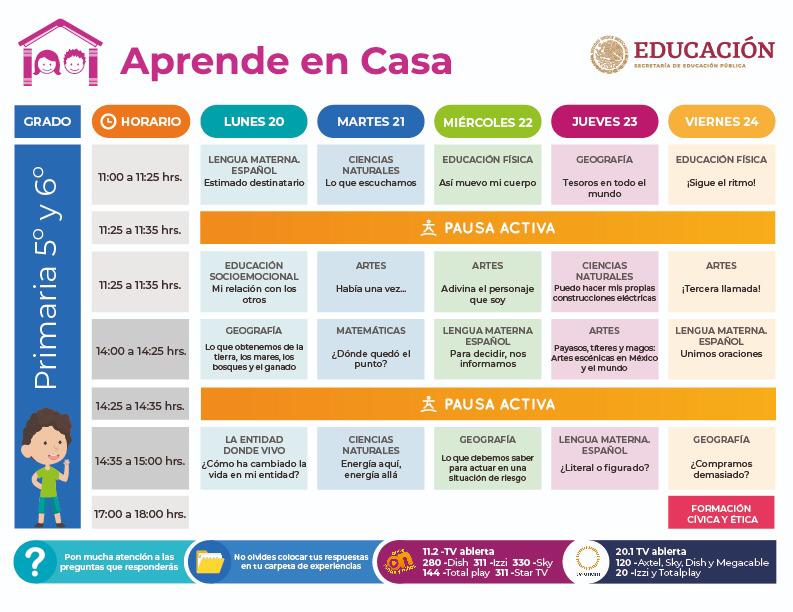 Aprende en Casa
EDUCACIÓN
SECRETARÍA DE EDUCACIÓN PÚBLICA
GRADO
HORARIO
LUNES 20
MARTES 21
MIÉRCOLES 22
JUEVES 23
VIERNES 24
Primaria 5º y 6º
11:00 a 11:25 hrs.
LENGUA MATERNA.
ESPAÑOL
Estimado destinatario
CIENCIAS
NATURALES
Lo que escuchamos
EDUCACIÓN FÍSICA
Así muevo mi cuerpo
GEOGRAFÍA
Tesoros en todo el
mundo
EDUCACIÓN FÍSICA
¡Sigue el ritmo!
11:25 a 11:35 hrs.
PAUSA ACTIVA
11:25 a 11:35 hrs.
EDUCACIÓN
SOCIOEMOCIONAL
Mi relación con los
otros
ARTES
Había una vez...
ARTES
Adivina el personaje
que soy
CIENCIAS
NATURALES
Puedo hacer mis propias
construcciones eléctricas
ARTES
¡Tercera llamada!
14:00 a 14:25 hrs.
GEOGRAFÍA
Lo que obtenemos de la
tierra, los mares, los
bosques y el ganado
MATEMÁTICAS
¿Dónde quedó el
punto?
LENGUA MATERNA
ESPAÑOL
Para decidir, nos
informamos
ARTES
Payasos, títeres y magos:
Artes escénicas en México
y el mundo
LENGUA MATERNA.
ESPAÑOL
Unimos oraciones
14:25 a 14:35 hrs.
PAUSA ACTIVA
14:35 a 15:00 hrs.
LA ENTIDAD
DONDE VIVO
¿Cómo ha cambiado la
vida en mi entidad?
CIENCIAS
NATURALES
Energía aquí,
energía allá
GEOGRAFÍA
Lo que debemos saber
para actuar en una
situación de riesgo
LENGUA MATERNA.
ESPAÑOL
¿Literal o figurado?
GEOGRAFÍA
¿Compramos
demasiado?
17:00 a 18:00 hrs.
FORMACIÓN
CÍVICA Y ÉTICA
?
Pon mucha atención a las
preguntas que responderás
No olvides colocar tus respuestas
en tu carpeta de experiencias
11.2 -TV abierta
280 -Dish 311 -Izzi 330 -Sky
144 -Total play 311 -Star TV
20.1 TV abierta
120 -Axtel, Sky, Dish y Megacable
20 -Izzi y Totalplay